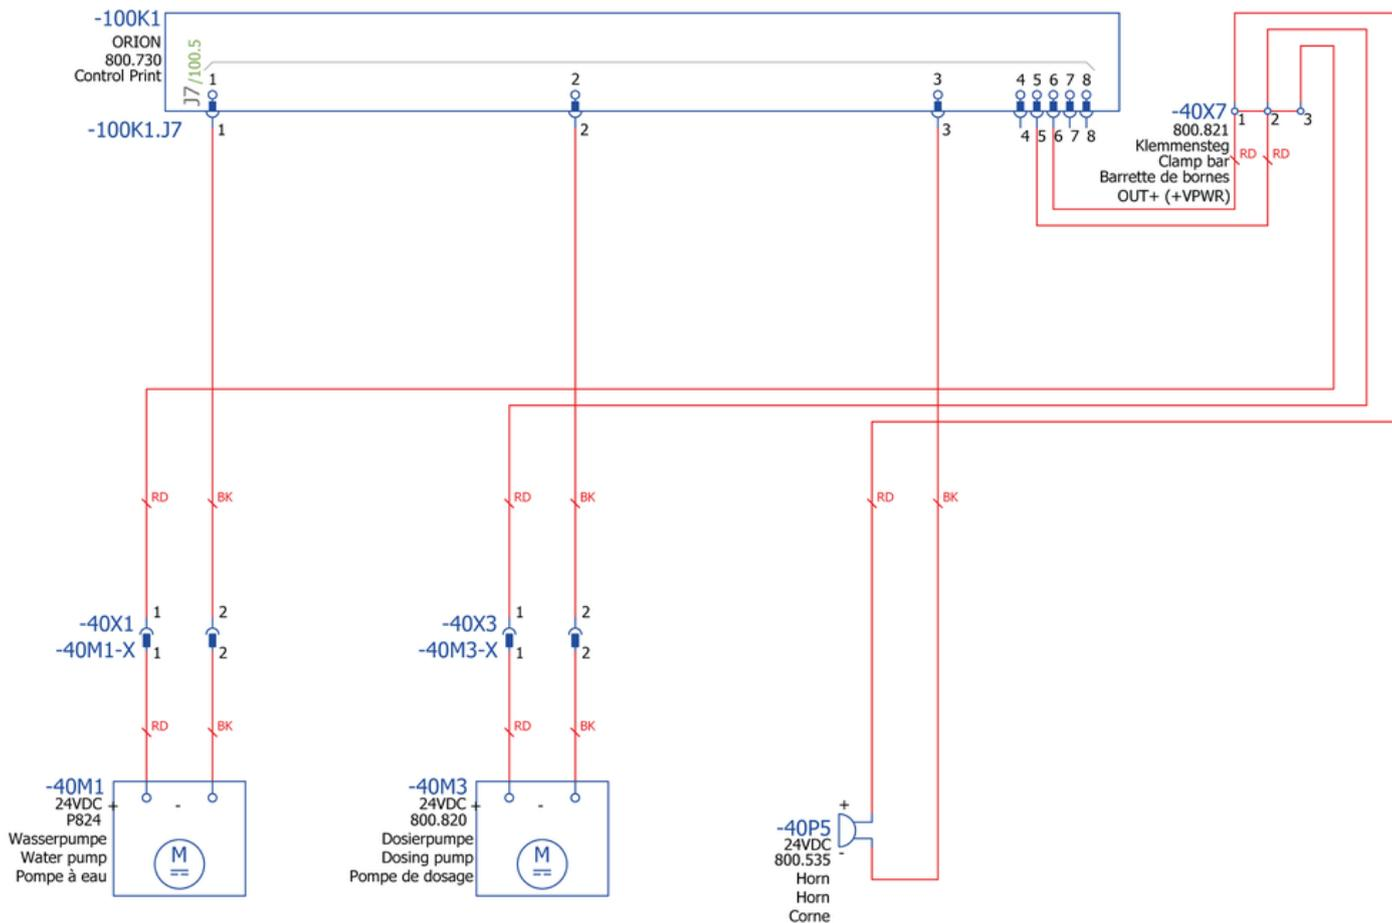 -100K1
ORION
800.730
Control Print
J7/100.5
1 2 3 4 5 6 7 8
-100K1.J7
1 2 3 4 5 6 7 8
-40X7
1 2 3
800.821
Klemmensteg
Clamp bar
Barrette de bornes
OUT+ (+VPWR)
RD RD
RD BK RD BK RD BK
1 2 1 2
-40X1 -40X3
-40M1-X -40M3-X
1 2 1 2
RD BK RD BK
-40M1
24VDC + -
P824
Wasserpumpe
Water pump
Pompe à eau
M
-40M3
24VDC + -
800.820
Dosierpumpe
Dosing pump
Pompe de dosage
M
+
-40P5
24VDC -
800.535
Horn
Horn
Corne